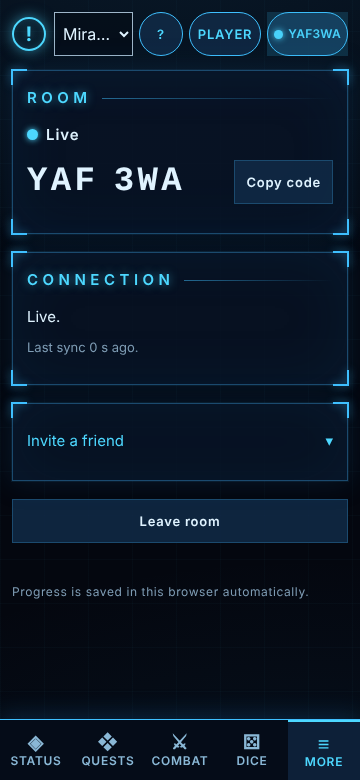 ! Mira... ? PLAYER YAF3WA
ROOM
Live
YAF 3WA Copy code
CONNECTION
Live.
Last sync 0 s ago.
Invite a friend ▼
Leave room
Progress is saved in this browser automatically.
STATUS QUESTS COMBAT DICE MORE